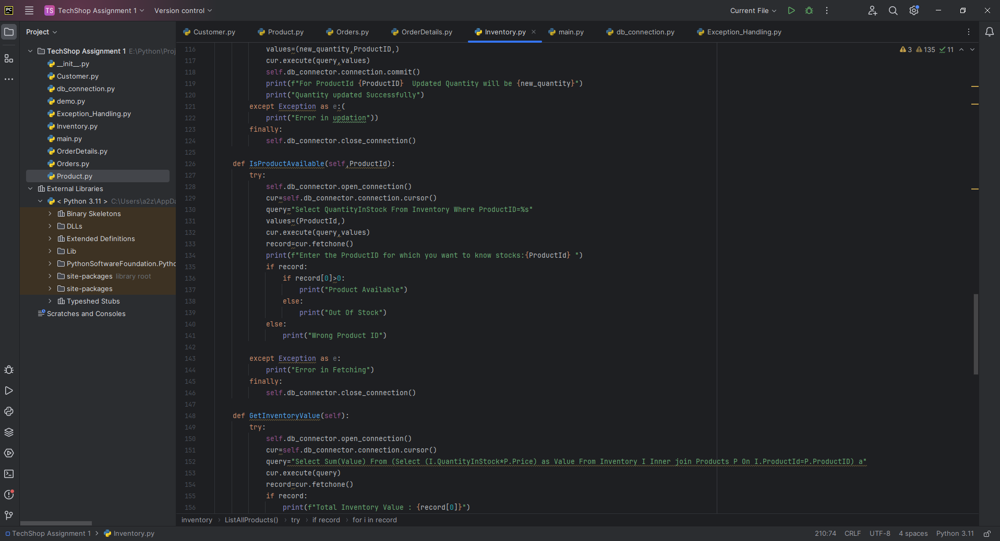 PC TS TechShop Assignment 1 Version control Current File
Project
Customer.py Product.py Orders.py OrderDetails.py Inventory.py main.py db_connection.py Exception_Handling.py
TechShop Assignment 1 E:\Python\Proj
__init__.py
Customer.py
db_connection.py
demo.py
Exception_Handling.py
Inventory.py
main.py
OrderDetails.py
Orders.py
Product.py
External Libraries
< Python 3.11 > C:\Users\a2z\AppDa
Binary Skeletons
DLLs
Extended Definitions
Lib
PythonSoftwareFoundation.Pytho
site-packages library root
site-packages
Typeshed Stubs
Scratches and Consoles
3 135 11
116 values=(new_quantity,ProductID,)
117 cur.execute(query,values)
118 self.db_connector.connection.commit()
119 print(f"For ProductId {ProductID}  Updated Quantity will be {new_quantity}")
120 print("Quantity updated Successfully")
121 except Exception as e:(
122 print("Error in updation"))
123 finally:
124 self.db_connector.close_connection()
125
126 def IsProductAvailable(self,ProductId):
127 try:
128 self.db_connector.open_connection()
129 cur=self.db_connector.connection.cursor()
130 query="Select QuantityInStock From Inventory Where ProductID=%s"
131 values=(ProductId,)
132 cur.execute(query,values)
133 record=cur.fetchone()
134 print(f"Enter the ProductID for which you want to know stocks:{ProductId} ")
135 if record:
136 if record[0]>0:
137 print("Product Available")
138 else:
139 print("Out Of Stock")
140 else:
141 print("Wrong Product ID")
142
143 except Exception as e:
144 print("Error in Fetching")
145 finally:
146 self.db_connector.close_connection()
147
148 def GetInventoryValue(self):
149 try:
150 self.db_connector.open_connection()
151 cur=self.db_connector.connection.cursor()
152 query="Select Sum(Value) From (Select (I.QuantityInStock*P.Price) as Value From Inventory I Inner join Products P On I.ProductId=P.ProductID) a"
153 cur.execute(query)
154 record=cur.fetchone()
155 if record:
156 print(f"Total Inventory Value : {record[0]}")
inventory › ListAllProducts() › try › if record › for i in record
TechShop Assignment 1 › Inventory.py 210:74 CRLF UTF-8 4 spaces Python 3.11